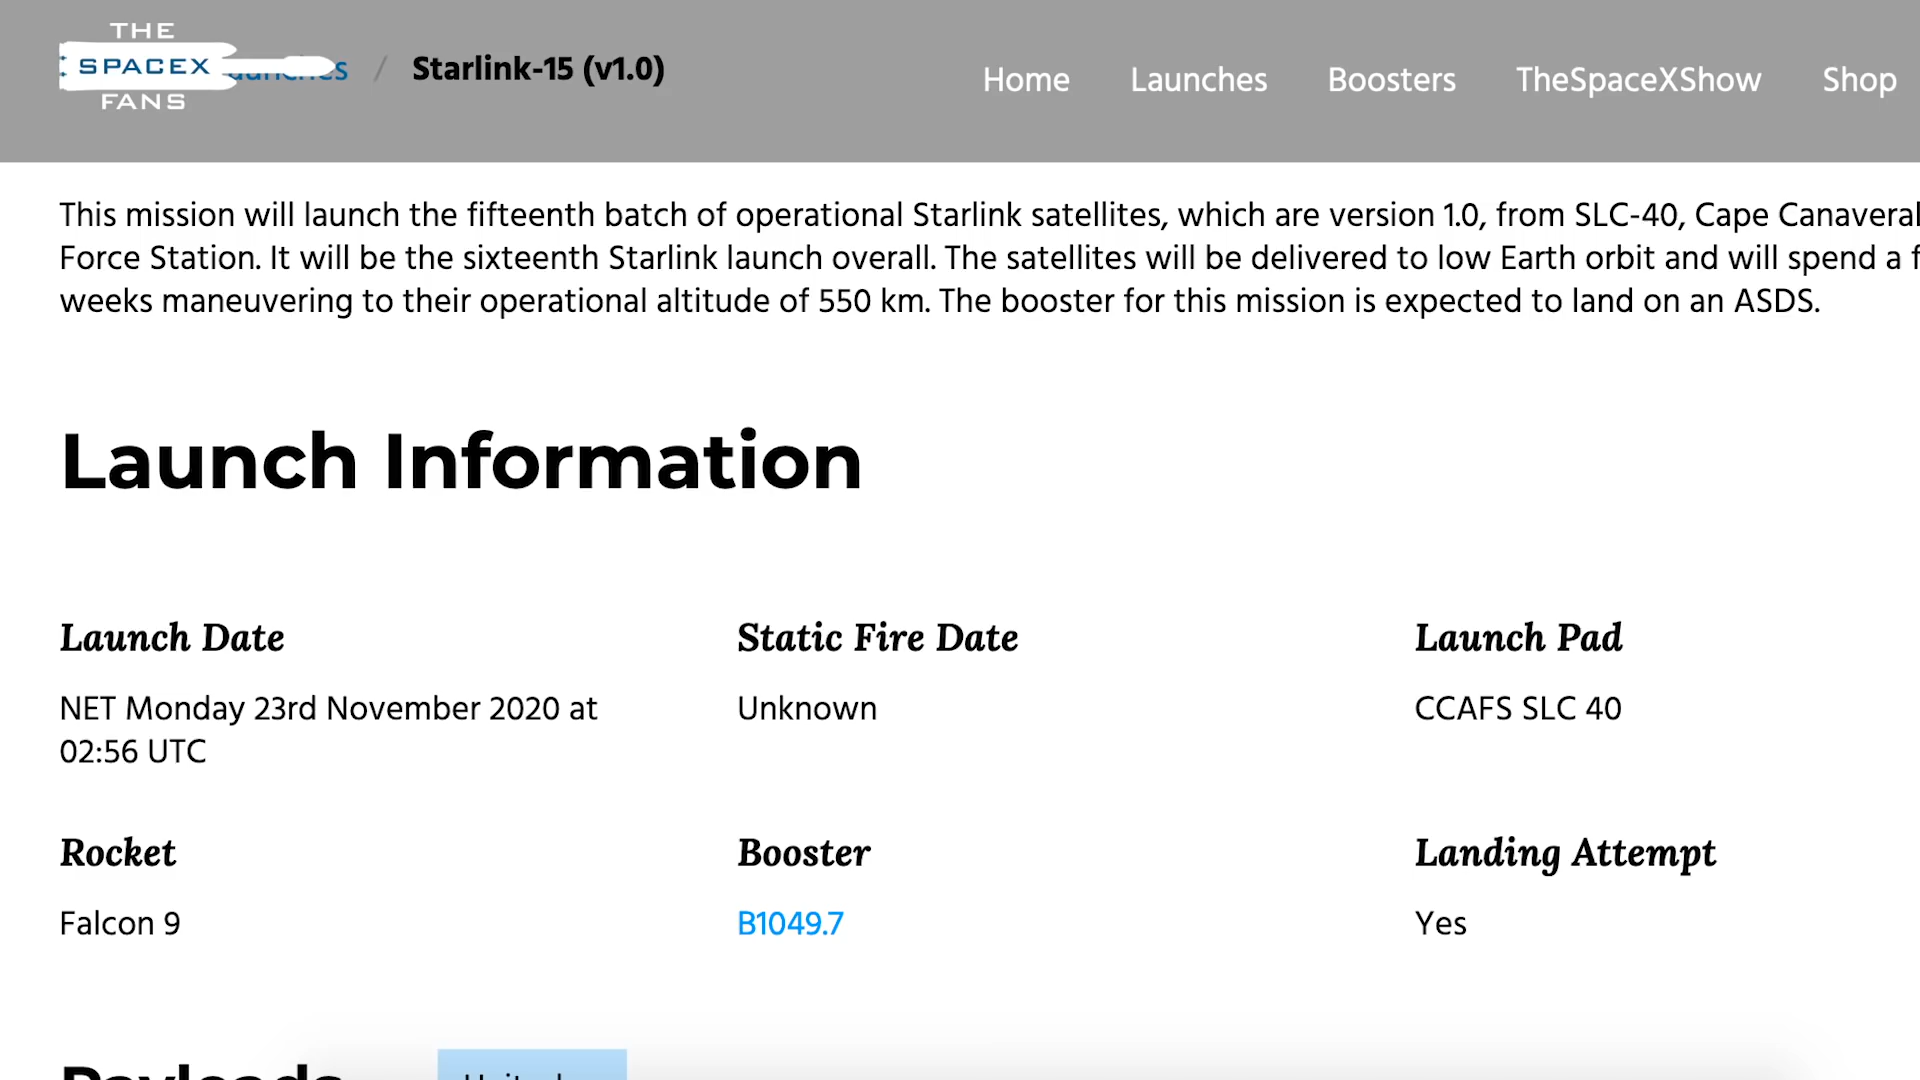 THE
SPACEX
FANS
/ Starlink-15 (v1.0)
Home Launches Boosters TheSpaceXShow Shop
This mission will launch the fifteenth batch of operational Starlink satellites, which are version 1.0, from SLC-40, Cape Canaveral
Force Station. It will be the sixteenth Starlink launch overall. The satellites will be delivered to low Earth orbit and will spend a
weeks maneuvering to their operational altitude of 550 km. The booster for this mission is expected to land on an ASDS.
Launch Information
Launch Date Static Fire Date Launch Pad
NET Monday 23rd November 2020 at Unknown CCAFS SLC 40
02:56 UTC
Rocket Booster Landing Attempt
Falcon 9 B1049.7 Yes
Payloads